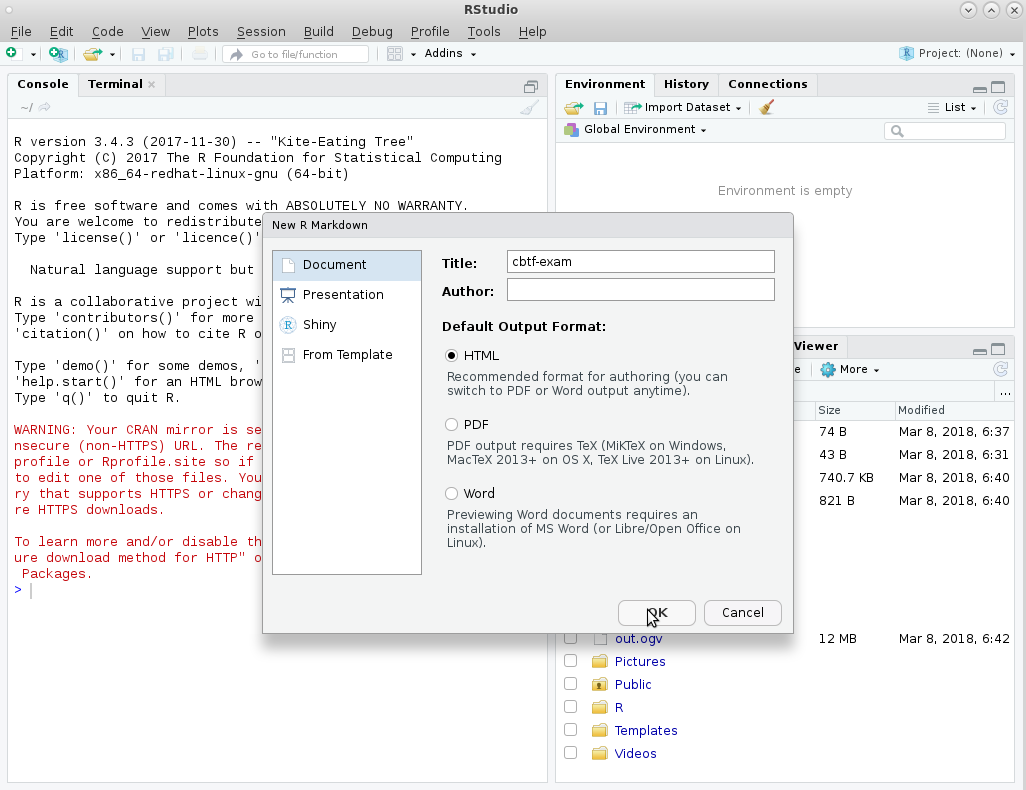 RStudio
File Edit Code View Plots Session Build Debug Profile Tools Help
Go to file/function
Addins
Project: (None)
Console
Terminal
~/
R version 3.4.3 (2017-11-30) -- "Kite-Eating Tree"
Copyright (C) 2017 The R Foundation for Statistical Computing
Platform: x86_64-redhat-linux-gnu (64-bit)
R is free software and comes with ABSOLUTELY NO WARRANTY.
You are welcome to redistribute
Type 'license()' or 'licence()'
Natural language support but
R is a collaborative project wi
Type 'contributors()' for more
'citation()' on how to cite R o
Type 'demo()' for some demos, '
'help.start()' for an HTML brow
Type 'q()' to quit R.
WARNING: Your CRAN mirror is se
nsecure (non-HTTPS) URL. The re
profile or Rprofile.site so if
to edit one of those files. You
ry that supports HTTPS or chang
re HTTPS downloads.
To learn more and/or disable th
ure download method for HTTP" o
Packages.
>
Environment History Connections
Import Dataset
List
Global Environment
Environment is empty
New R Markdown
Document
Presentation
Shiny
From Template
Title: cbtf-exam
Author:
Default Output Format:
HTML
Recommended format for authoring (you can
switch to PDF or Word output anytime).
PDF
PDF output requires TeX (MiKTeX on Windows,
MacTeX 2013+ on OS X, TeX Live 2013+ on Linux).
Word
Previewing Word documents requires an
installation of MS Word (or Libre/Open Office on
Linux).
OK
Cancel
Viewer
e More
...
Size Modified
74 B Mar 8, 2018, 6:37
43 B Mar 8, 2018, 6:31
740.7 KB Mar 8, 2018, 6:40
821 B Mar 8, 2018, 6:40
out.ogv 12 MB Mar 8, 2018, 6:42
Pictures
Public
R
Templates
Videos